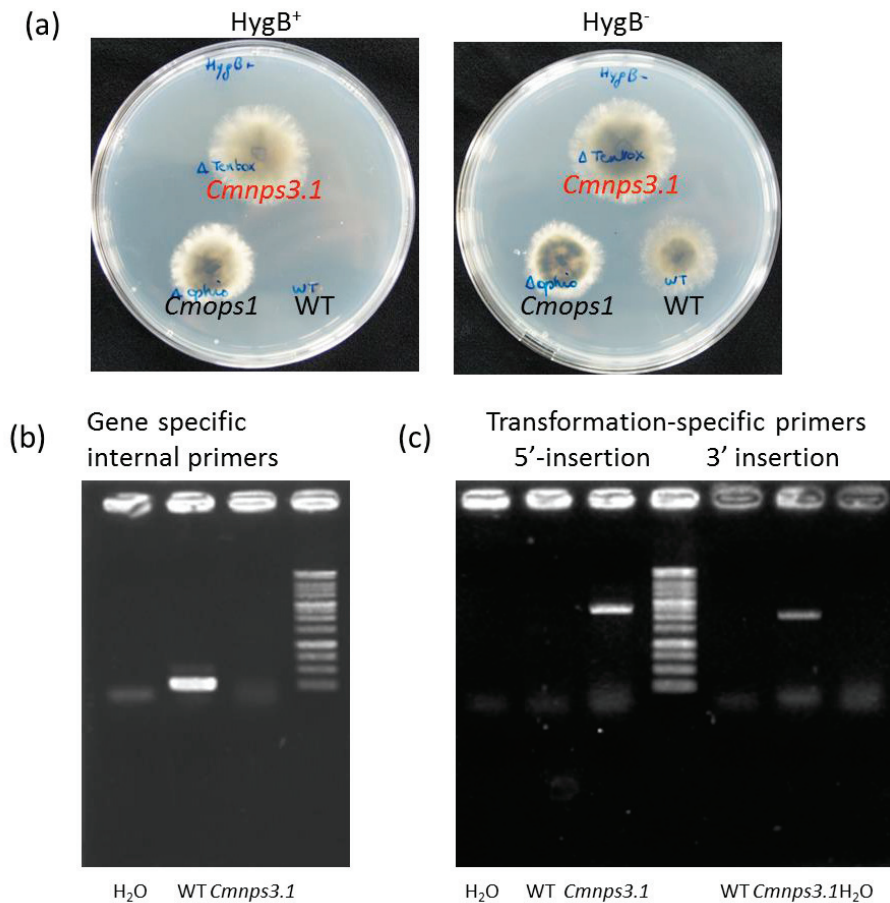 (a)
HygB⁺
HygB⁻
HygB+
Δ Tenbox
Cmnps3.1
Δ ophio
WT
Cmops1
WT
HygB-
Δ Tenbox
Cmnps3.1
Δ ophio
WT
Cmops1
WT
(b)
Gene specific
internal primers
(c)
Transformation-specific primers
5’-insertion 3’ insertion
H₂O WT Cmnps3.1
H₂O WT Cmnps3.1 WT Cmnps3.1H₂O